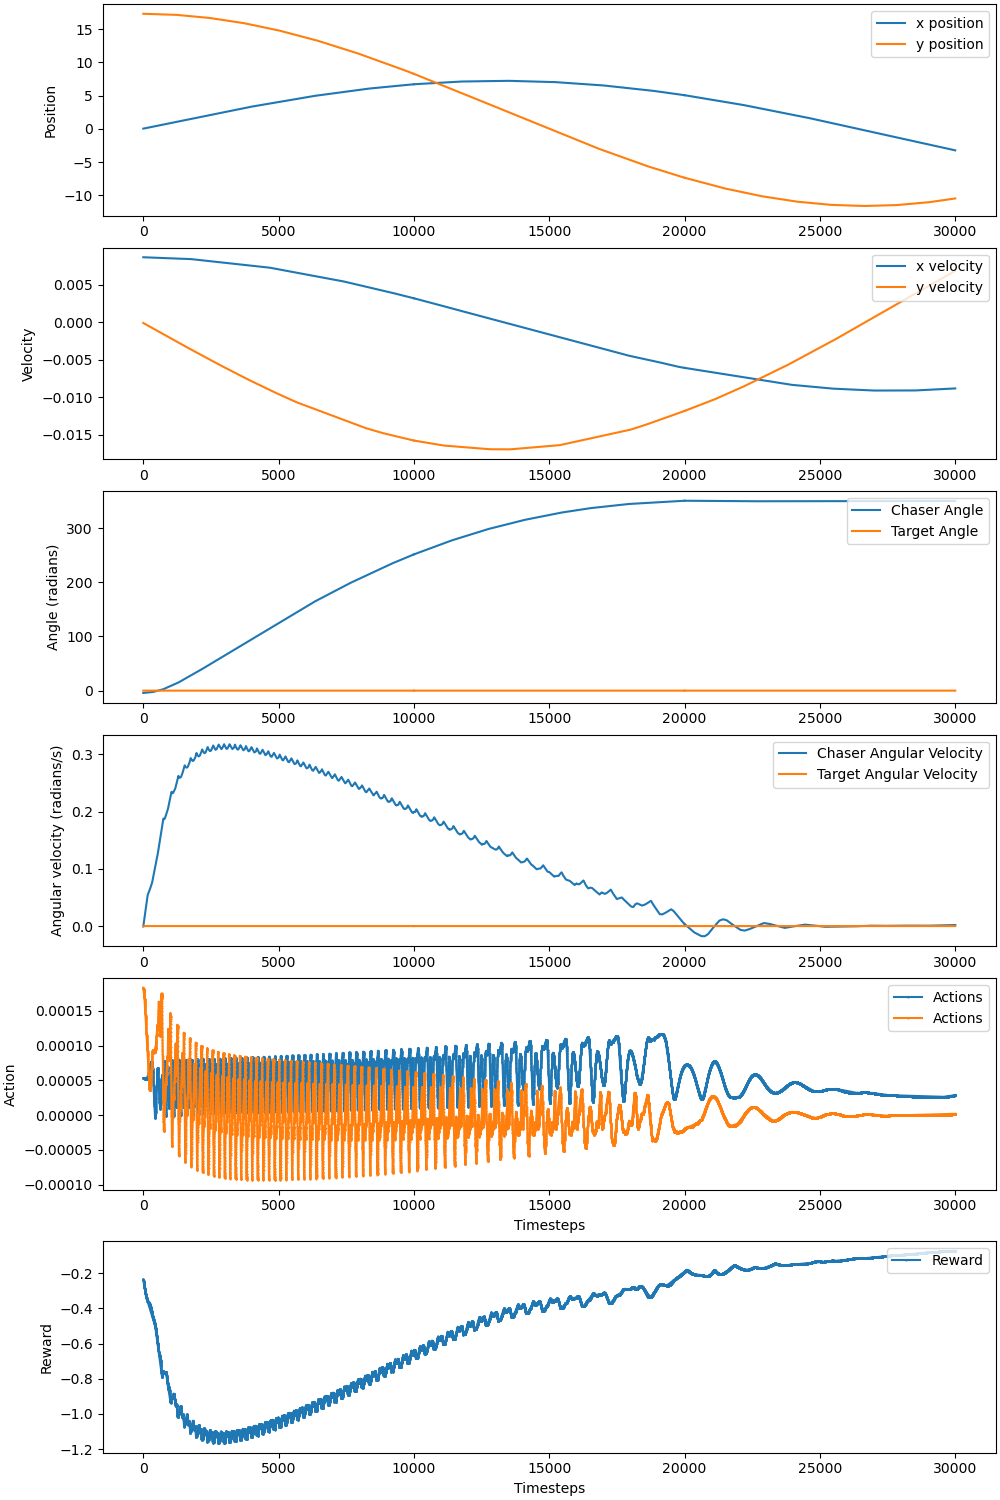 Position
15
10
5
0
−5
−10
x position
y position
0 5000 10000 15000 20000 25000 30000
Velocity
0.005
0.000
−0.005
−0.010
−0.015
x velocity
y velocity
0 5000 10000 15000 20000 25000 30000
Angle (radians)
300
200
100
0
Chaser Angle
Target Angle
0 5000 10000 15000 20000 25000 30000
Angular velocity (radians/s)
0.3
0.2
0.1
0.0
Chaser Angular Velocity
Target Angular Velocity
0 5000 10000 15000 20000 25000 30000
Action
0.00015
0.00010
0.00005
0.00000
−0.00005
−0.00010
Actions
Actions
0 5000 10000 15000 20000 25000 30000
Timesteps
Reward
−0.2
−0.4
−0.6
−0.8
−1.0
−1.2
Reward
0 5000 10000 15000 20000 25000 30000
Timesteps